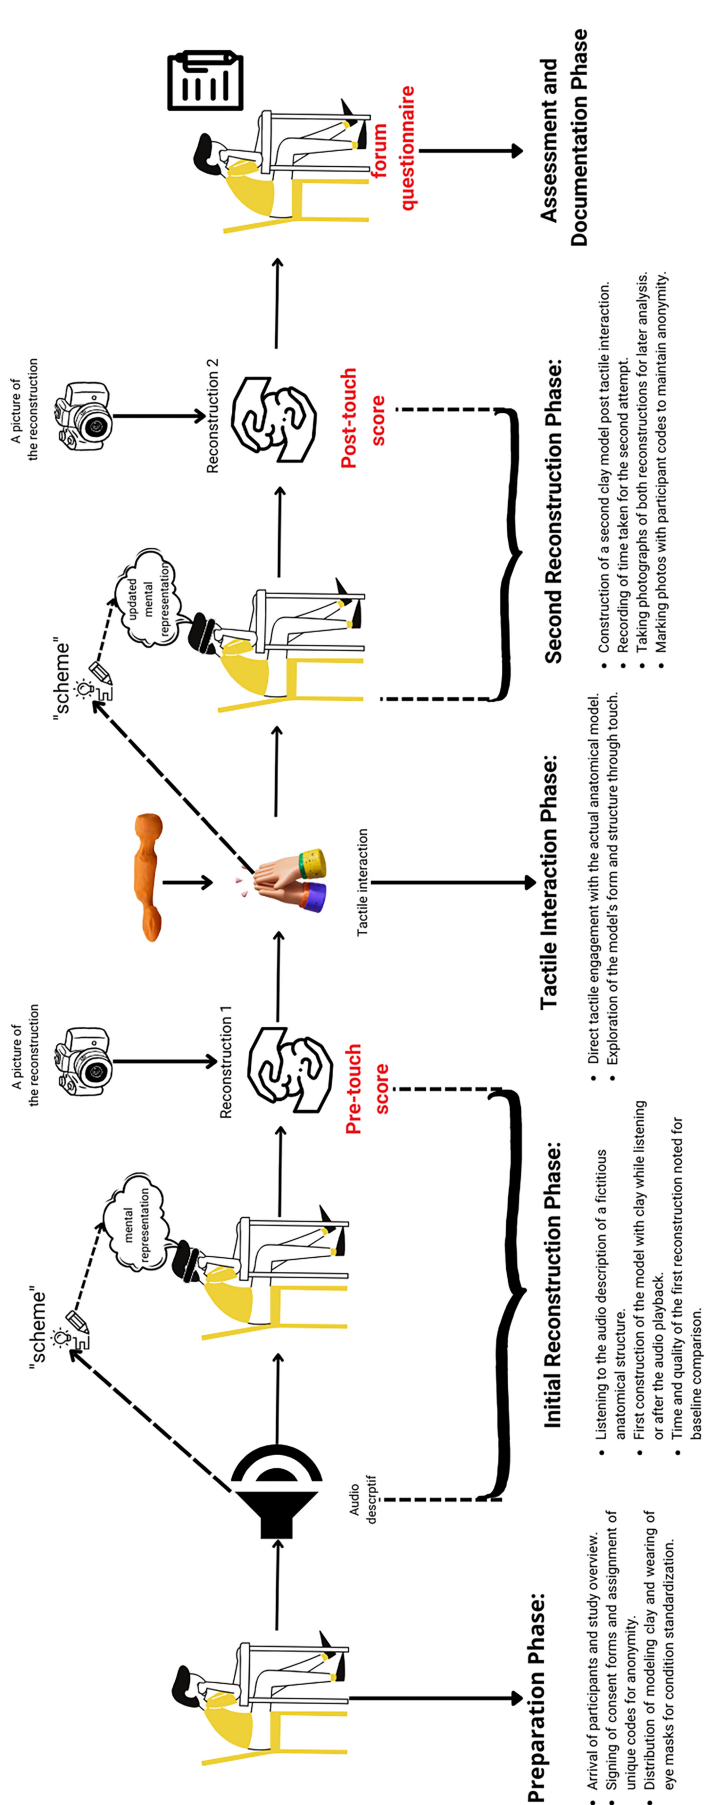 Preparation Phase:
• Arrival of participants and study overview.
• Signing of consent forms and assignment of
unique codes for anonymity.
• Distribution of modeling clay and wearing of
eye masks for condition standardization.
Audio
descrptif
"scheme"
mental
representation
A picture of
the reconstruction
Reconstruction 1
Pre-touch
score
Initial Reconstruction Phase:
• Listening to the audio description of a fictitious
anatomical structure.
• First construction of the model with clay while listening
or after the audio playback.
• Time and quality of the first reconstruction noted for
baseline comparison.
Tactile interaction
Tactile Interaction Phase:
• Direct tactile engagement with the actual anatomical model.
• Exploration of the model's form and structure through touch.
"scheme"
updated
mental
representation
A picture of
the reconstruction
Reconstruction 2
Post-touch
score
Second Reconstruction Phase:
• Construction of a second clay model post tactile interaction.
• Recording of time taken for the second attempt.
• Taking photographs of both reconstructions for later analysis.
• Marking photos with participant codes to maintain anonymity.
forum
questionnaire
Assessment and
Documentation Phase